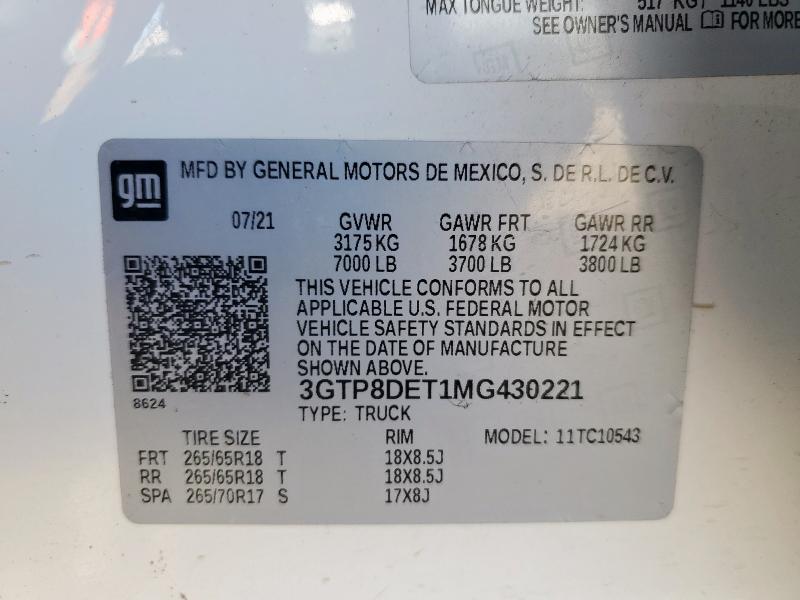 MAX TONGUE WEIGHT: 517 KG / 1140 LBS
SEE OWNER'S MANUAL FOR MORE
gm
MFD BY GENERAL MOTORS DE MEXICO, S. DE R.L. DE C.V.
07/21 GVWR GAWR FRT GAWR RR
3175 KG 1678 KG 1724 KG
7000 LB 3700 LB 3800 LB
THIS VEHICLE CONFORMS TO ALL
APPLICABLE U.S. FEDERAL MOTOR
VEHICLE SAFETY STANDARDS IN EFFECT
ON THE DATE OF MANUFACTURE
SHOWN ABOVE.
3GTP8DET1MG430221
8624
TYPE: TRUCK
TIRE SIZE RIM MODEL: 11TC10543
FRT 265/65R18 T 18X8.5J
RR 265/65R18 T 18X8.5J
SPA 265/70R17 S 17X8J